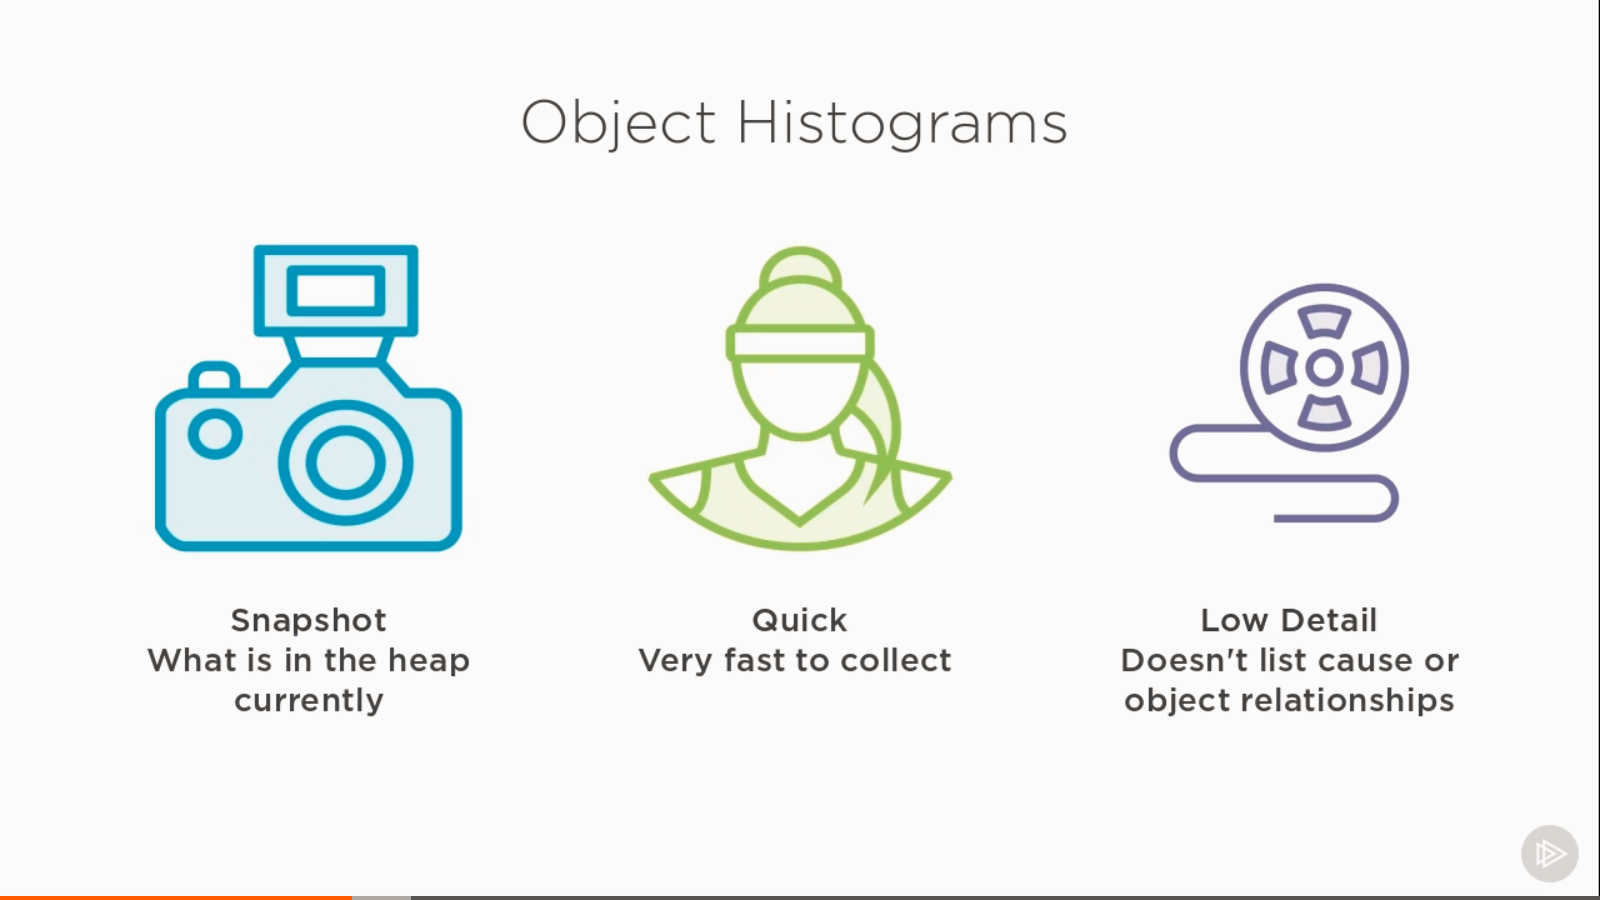 Object Histograms
Snapshot
What is in the heap
currently
Quick
Very fast to collect
Low Detail
Doesn't list cause or
object relationships